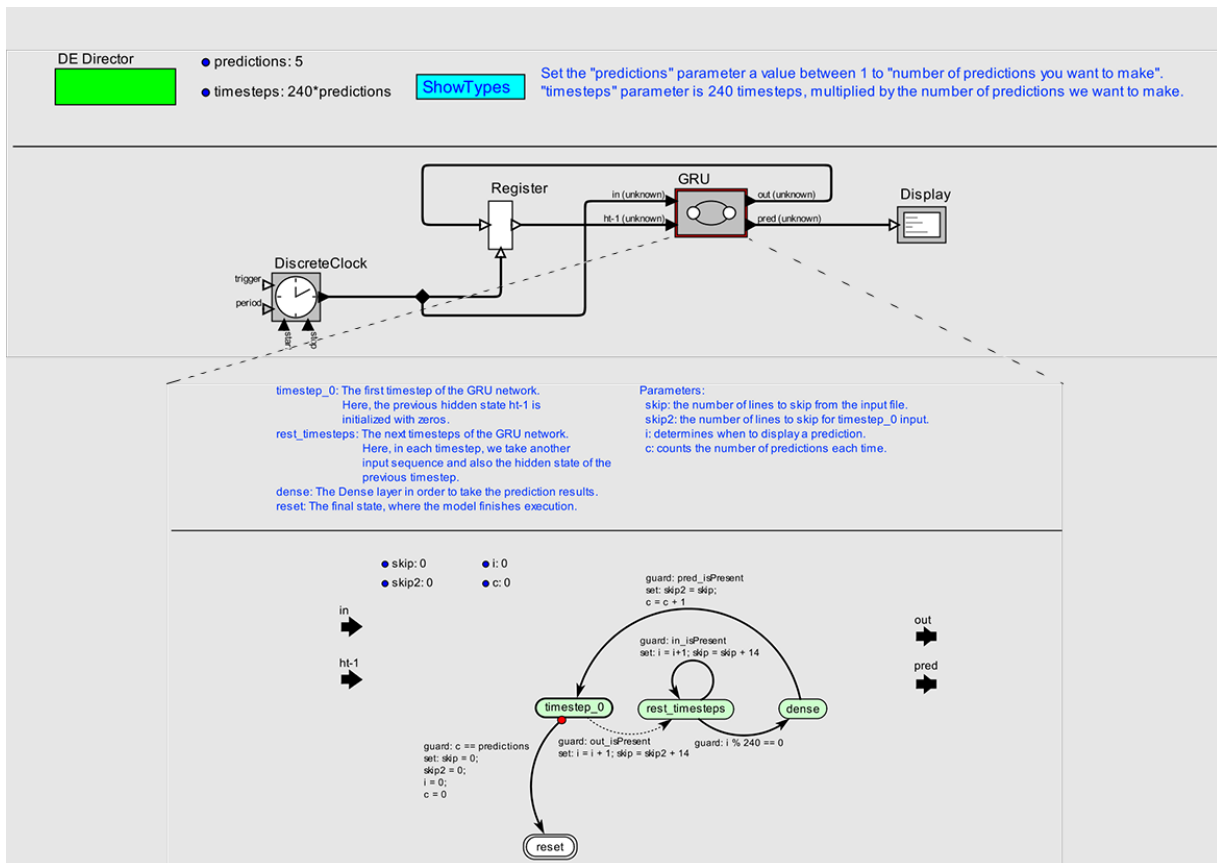 DE Director
predictions: 5
timesteps: 240*predictions
ShowTypes
Set the "predictions" parameter a value between 1 to "number of predictions you want to make".
"timesteps" parameter is 240 timesteps, multiplied by the number of predictions we want to make.
Register
GRU
in (unknown)
out (unknown)
ht-1 (unknown)
pred (unknown)
Display
DiscreteClock
trigger
period
start
stop
timestep_0: The first timestep of the GRU network.
Here, the previous hidden state ht-1 is
initialized with zeros.
rest_timesteps: The next timesteps of the GRU network.
Here, in each timestep, we take another
input sequence and also the hidden state of the
previous timestep.
dense: The Dense layer in order to take the prediction results.
reset: The final state, where the model finishes execution.
Parameters:
skip: the number of lines to skip from the input file.
skip2: the number of lines to skip for timestep_0 input.
i: determines when to display a prediction.
c: counts the number of predictions each time.
skip: 0
i: 0
skip2: 0
c: 0
in
ht-1
out
pred
guard: pred_isPresent
set: skip2 = skip;
c = c + 1
guard: in_isPresent
set: i = i+1; skip = skip + 14
timestep_0
rest_timesteps
dense
guard: out_isPresent
set: i = i + 1; skip = skip2 + 14
guard: i % 240 == 0
guard: c == predictions
set: skip = 0;
skip2 = 0;
i = 0;
c = 0
reset